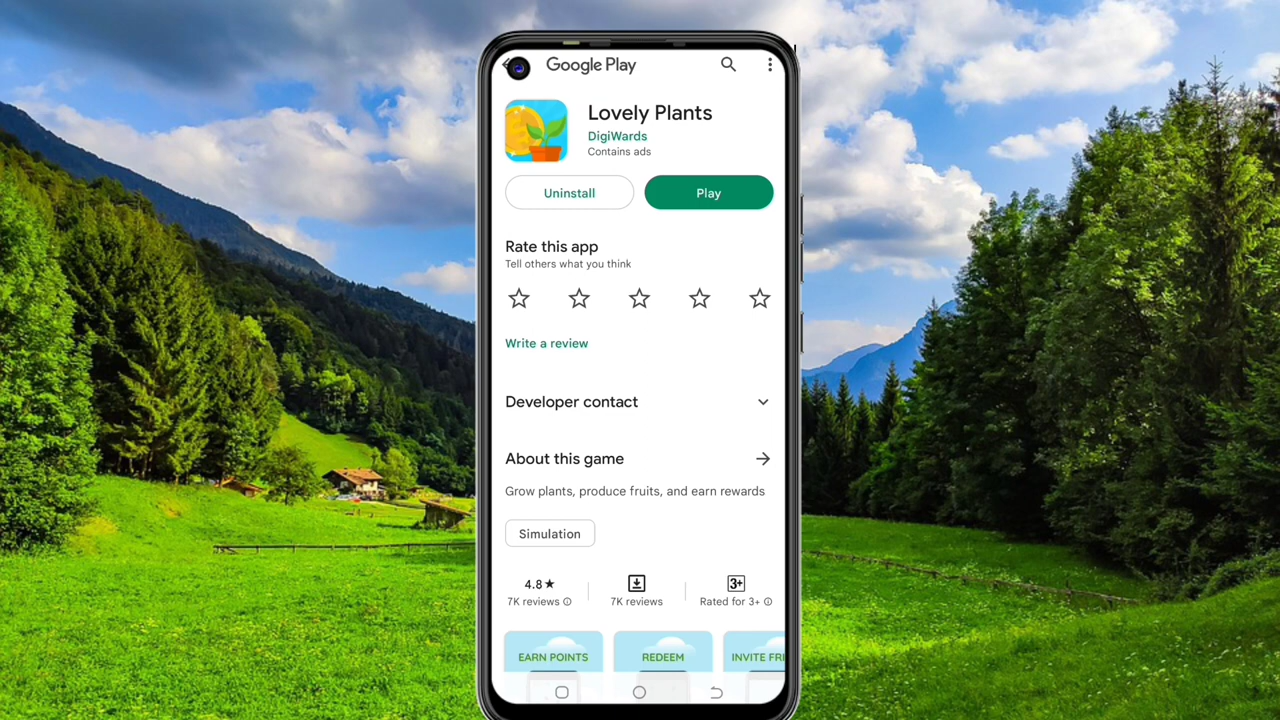 Google Play
Lovely Plants
DigiWards
Contains ads
Uninstall
Play
Rate this app
Tell others what you think
Write a review
Developer contact
About this game
Grow plants, produce fruits, and earn rewards
Simulation
4.8★
3+
7K reviews
7K reviews
Rated for 3+
EARN POINTS
REDEEM
INVITE FRI